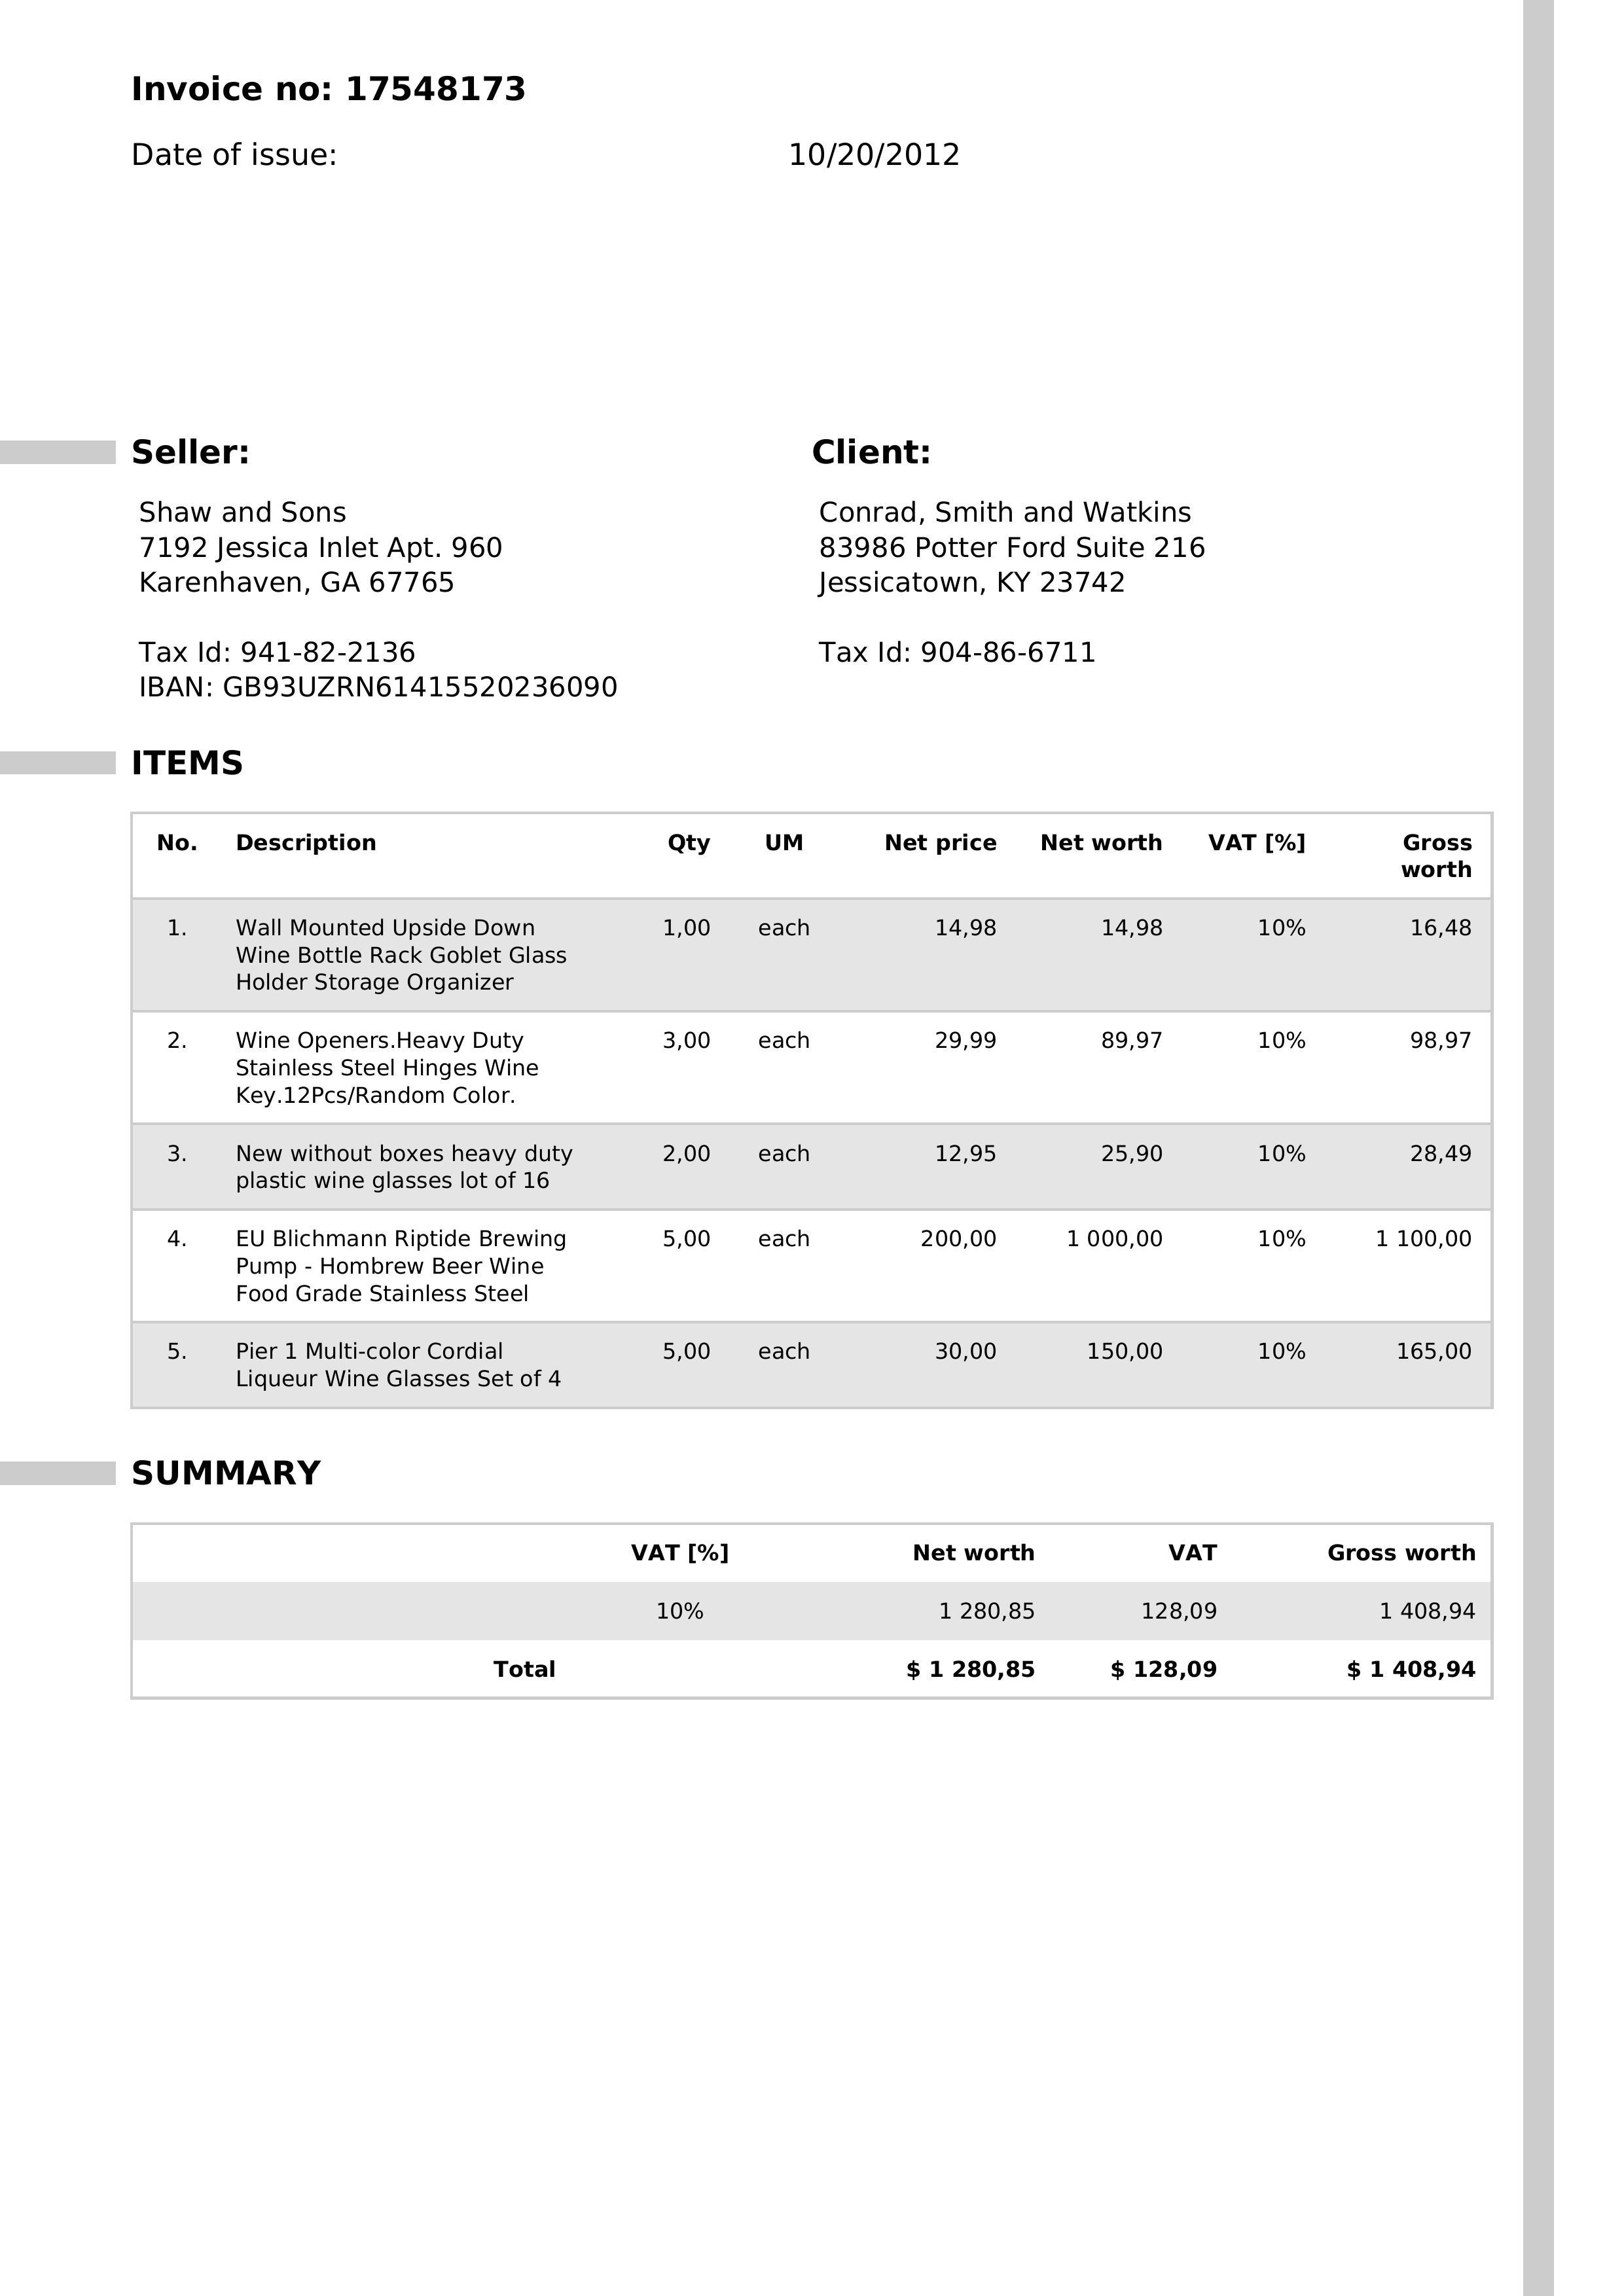 Invoice no: 17548173
Date of issue: 10/20/2012
Seller: Client:
Shaw and Sons Conrad, Smith and Watkins
7192 Jessica Inlet Apt. 960 83986 Potter Ford Suite 216
Karenhaven, GA 67765 Jessicatown, KY 23742
Tax Id: 941-82-2136 Tax Id: 904-86-6711
IBAN: GB93UZRN61415520236090
ITEMS
No. Description Qty UM Net price Net worth VAT [%] Gross
worth
1. Wall Mounted Upside Down 1,00 each 14,98 14,98 10% 16,48
Wine Bottle Rack Goblet Glass
Holder Storage Organizer
2. Wine Openers.Heavy Duty 3,00 each 29,99 89,97 10% 98,97
Stainless Steel Hinges Wine
Key.12Pcs/Random Color.
3. New without boxes heavy duty 2,00 each 12,95 25,90 10% 28,49
plastic wine glasses lot of 16
4. EU Blichmann Riptide Brewing 5,00 each 200,00 1 000,00 10% 1 100,00
Pump - Hombrew Beer Wine
Food Grade Stainless Steel
5. Pier 1 Multi-color Cordial 5,00 each 30,00 150,00 10% 165,00
Liqueur Wine Glasses Set of 4
SUMMARY
VAT [%] Net worth VAT Gross worth
10% 1 280,85 128,09 1 408,94
Total $ 1 280,85 $ 128,09 $ 1 408,94